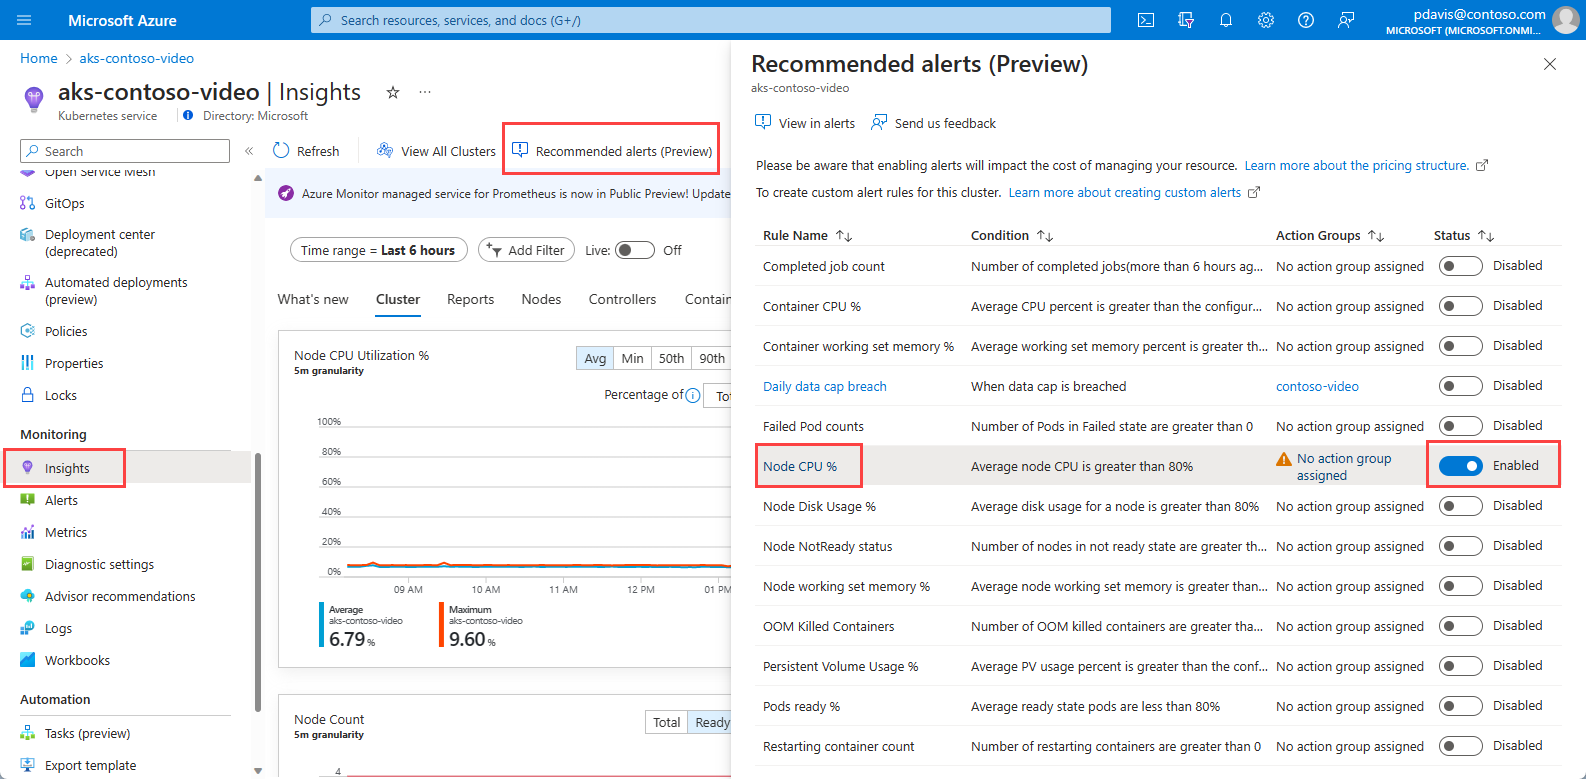 Microsoft Azure
Search resources, services, and docs (G+/)
pdavis@contoso.com
MICROSOFT (MICROSOFT.ONMI...
Home > aks-contoso-video
aks-contoso-video | Insights
Kubernetes service
Directory: Microsoft
Search
Open Service Mesh
GitOps
Deployment center
(deprecated)
Automated deployments
(preview)
Policies
Properties
Locks
Monitoring
Insights
Alerts
Metrics
Diagnostic settings
Advisor recommendations
Logs
Workbooks
Automation
Tasks (preview)
Export template
Refresh
View All Clusters
Recommended alerts (Preview)
Azure Monitor managed service for Prometheus is now in Public Preview! Update
Time range = Last 6 hours
Add Filter
Live:
Off
What's new Cluster Reports Nodes Controllers Contain
Node CPU Utilization %
5m granularity
Avg Min 50th 90th
Percentage of
To
100%
80%
60%
40%
20%
0%
09 AM 10 AM 11 AM 12 PM 01 P
Average
aks-contoso-video
6.79 %
Maximum
aks-contoso-video
9.60 %
Node Count
5m granularity
Total Ready
4
Recommended alerts (Preview)
aks-contoso-video
View in alerts
Send us feedback
Please be aware that enabling alerts will impact the cost of managing your resource. Learn more about the pricing structure.
To create custom alert rules for this cluster. Learn more about creating custom alerts
Rule Name Condition Action Groups Status
Completed job count Number of completed jobs(more than 6 hours ag... No action group assigned Disabled
Container CPU % Average CPU percent is greater than the configur... No action group assigned Disabled
Container working set memory % Average working set memory percent is greater th... No action group assigned Disabled
Daily data cap breach When data cap is breached contoso-video Disabled
Failed Pod counts Number of Pods in Failed state are greater than 0 No action group assigned Disabled
Node CPU % Average node CPU is greater than 80% No action group
assigned Enabled
Node Disk Usage % Average disk usage for a node is greater than 80% No action group assigned Disabled
Node NotReady status Number of nodes in not ready state are greater th... No action group assigned Disabled
Node working set memory % Average node working set memory is greater than... No action group assigned Disabled
OOM Killed Containers Number of OOM killed containers are greater tha... No action group assigned Disabled
Persistent Volume Usage % Average PV usage percent is greater than the conf... No action group assigned Disabled
Pods ready % Average ready state pods are less than 80% No action group assigned Disabled
Restarting container count Number of restarting containers are greater than 0 No action group assigned Disabled